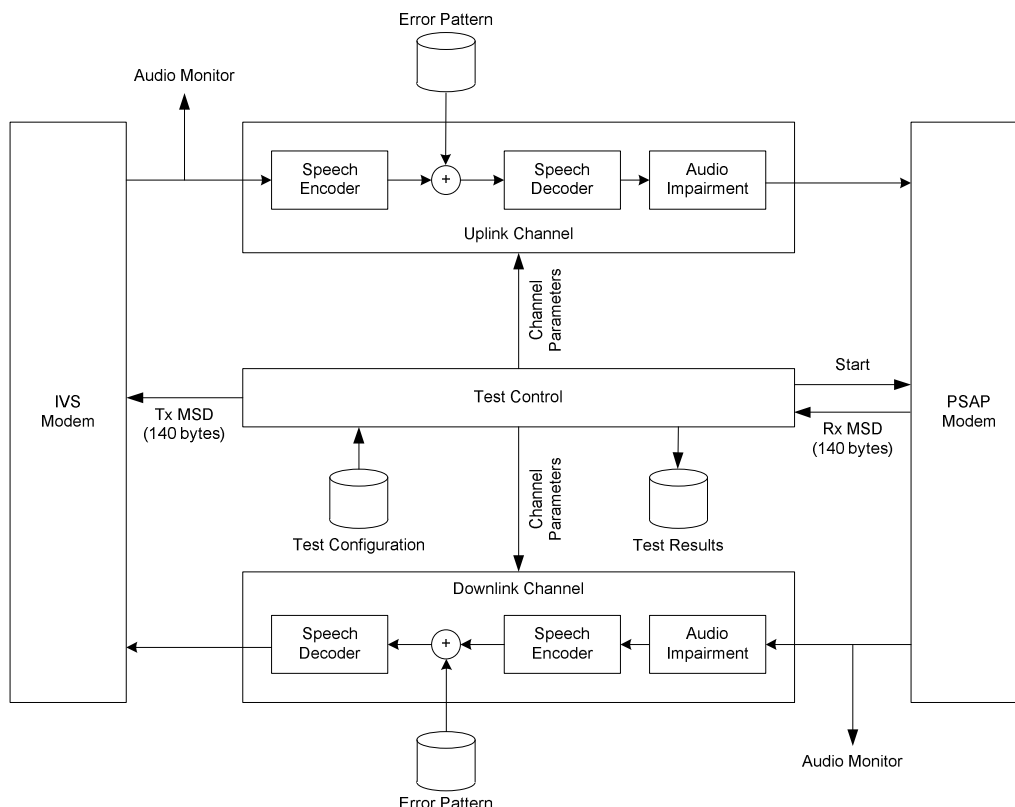 Error Pattern
Audio Monitor
Speech
Encoder
+
Speech
Decoder
Audio
Impairment
Uplink Channel
Channel
Parameters
IVS
Modem
Tx MSD
(140 bytes)
Test Control
Start
Rx MSD
(140 bytes)
PSAP
Modem
Test Configuration
Channel
Parameters
Test Results
Downlink Channel
Speech
Decoder
+
Speech
Encoder
Audio
Impairment
Audio Monitor
Error Pattern